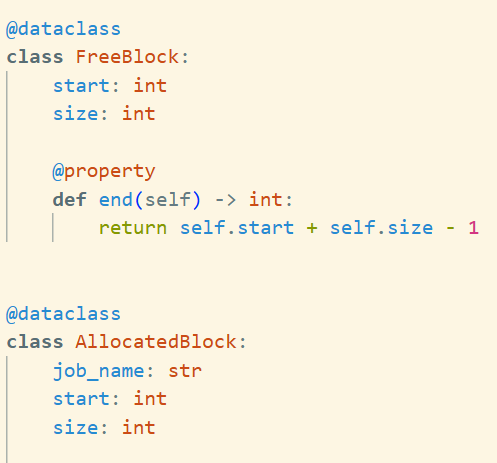 @dataclass
class FreeBlock:
    start: int
    size: int

    @property
    def end(self) -> int:
        return self.start + self.size - 1


@dataclass
class AllocatedBlock:
    job_name: str
    start: int
    size: int